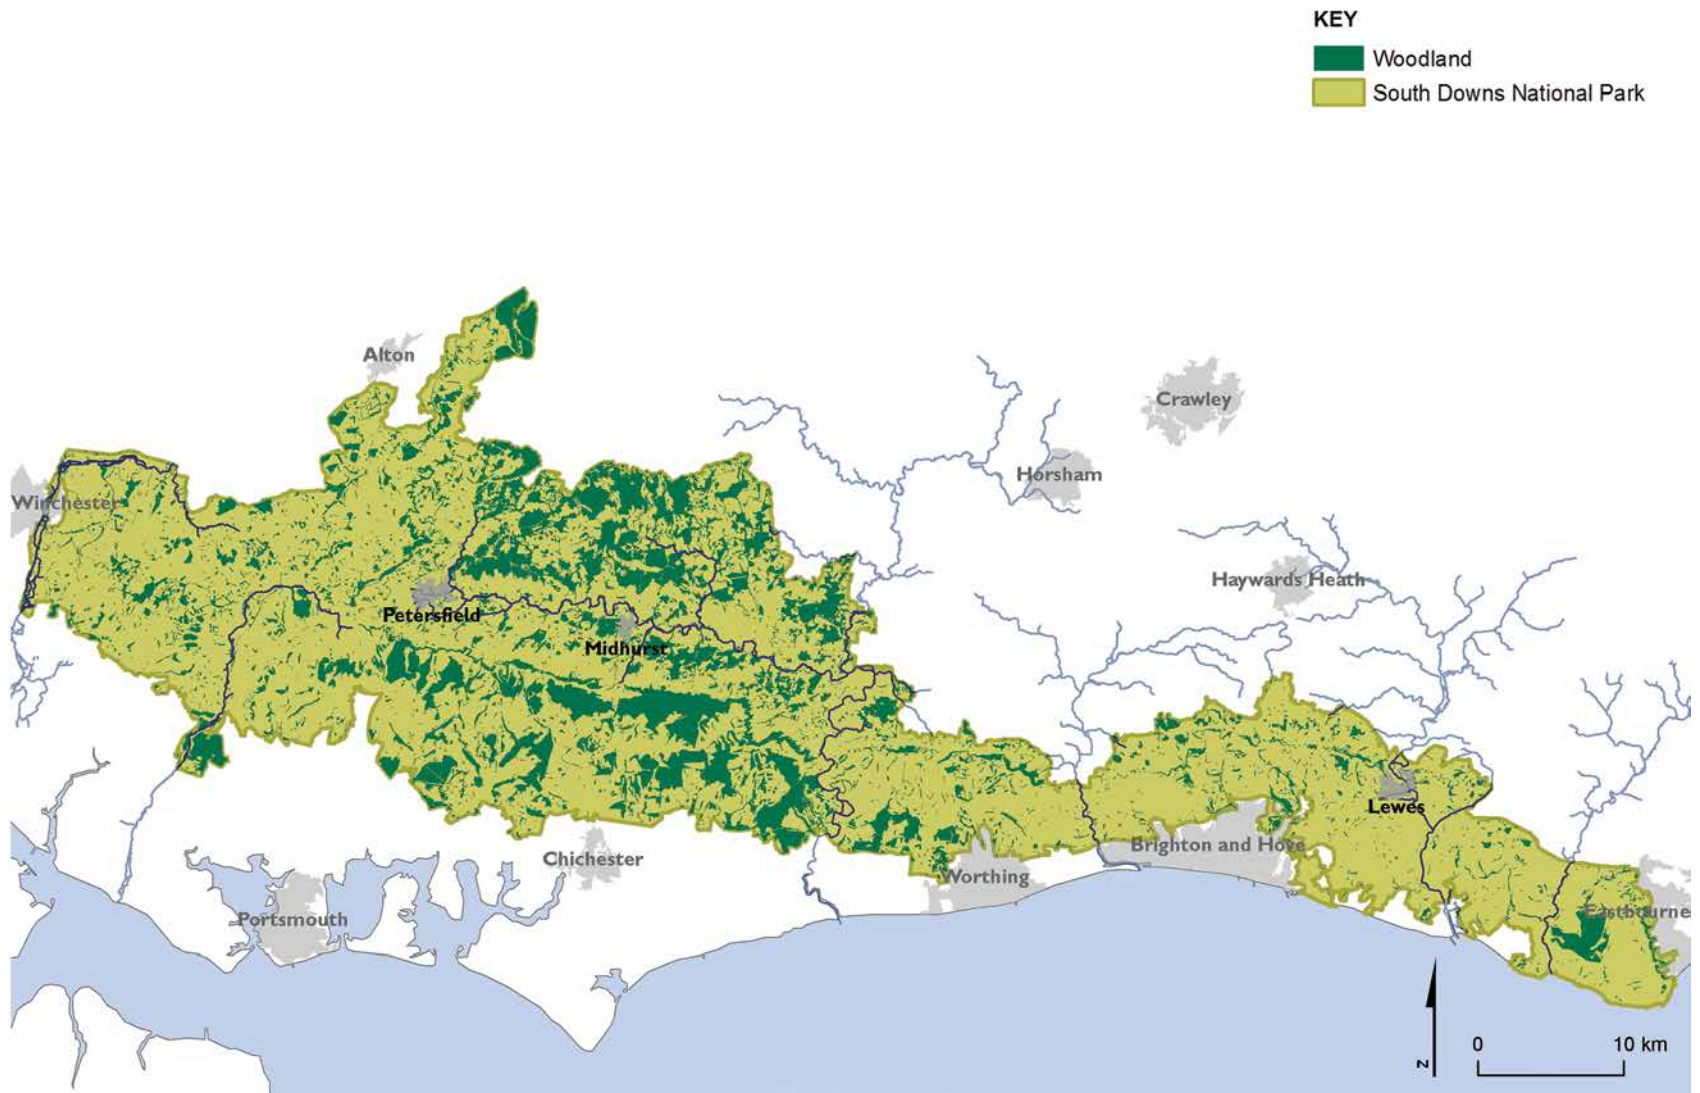 KEY
Woodland
South Downs National Park
Alton
Crawley
Horsham
Winchester
Haywards Heath
Petersfield
Midhurst
Lewes
Brighton and Hove
Chichester
Worthing
Portsmouth
Eastbourne
N
0 10 km